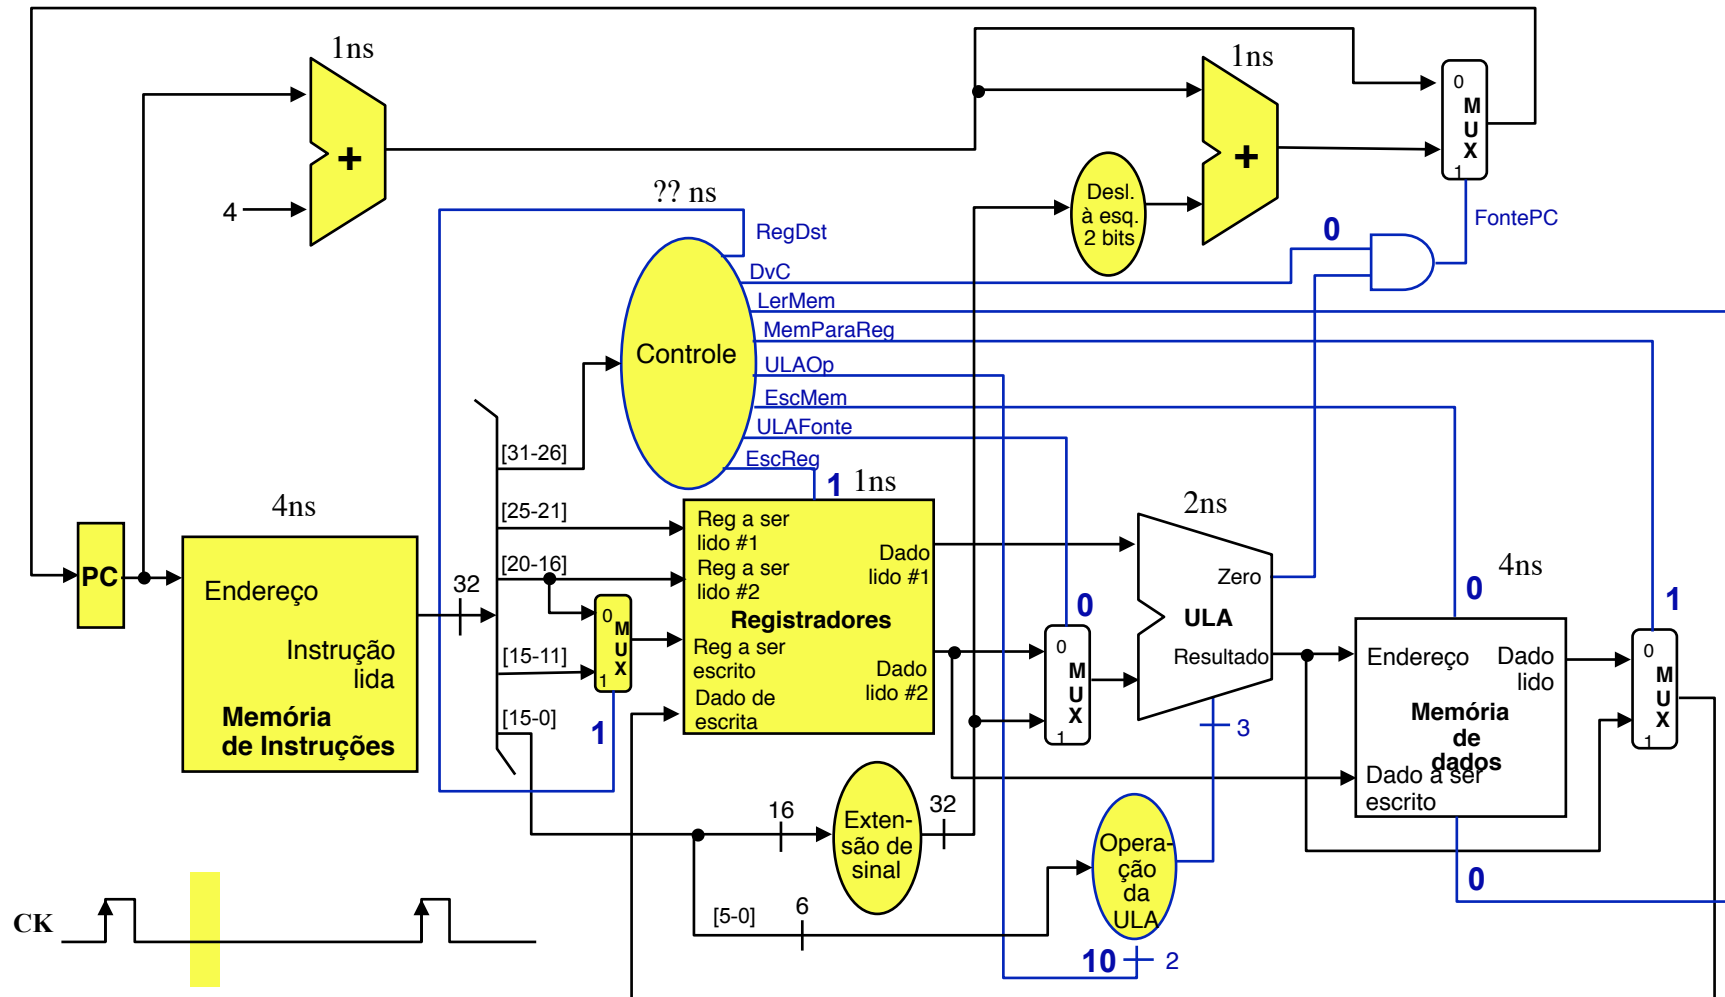 1ns
1ns
0
M
U
X
1
+
+
Desl.
à esq.
2 bits
4
?? ns
RegDst
0
FontePC
DvC
LerMem
MemParaReg
Controle
ULAOp
EscMem
ULAFonte
EscReg
[31-26]
1
1ns
4ns
[25-21]
2ns
Reg a ser
lido #1
Dado
lido #1
[20-16]
Reg a ser
lido #2
PC
Endereço
32
Zero
4ns
0
0
1
0
M
U
X
1
Registradores
ULA
Reg a ser
escrito
Instrução
lida
[15-11]
Dado
lido #2
0
M
U
X
1
Resultado
Endereço
Dado
lido
0
M
U
X
1
Dado de
escrita
Memória
de Instruções
[15-0]
1
3
Memória
de
dados
Dado a ser
escrito
16
Exten-
são de
sinal
32
Opera-
ção
da
ULA
0
[5-0]
6
CK
10
2